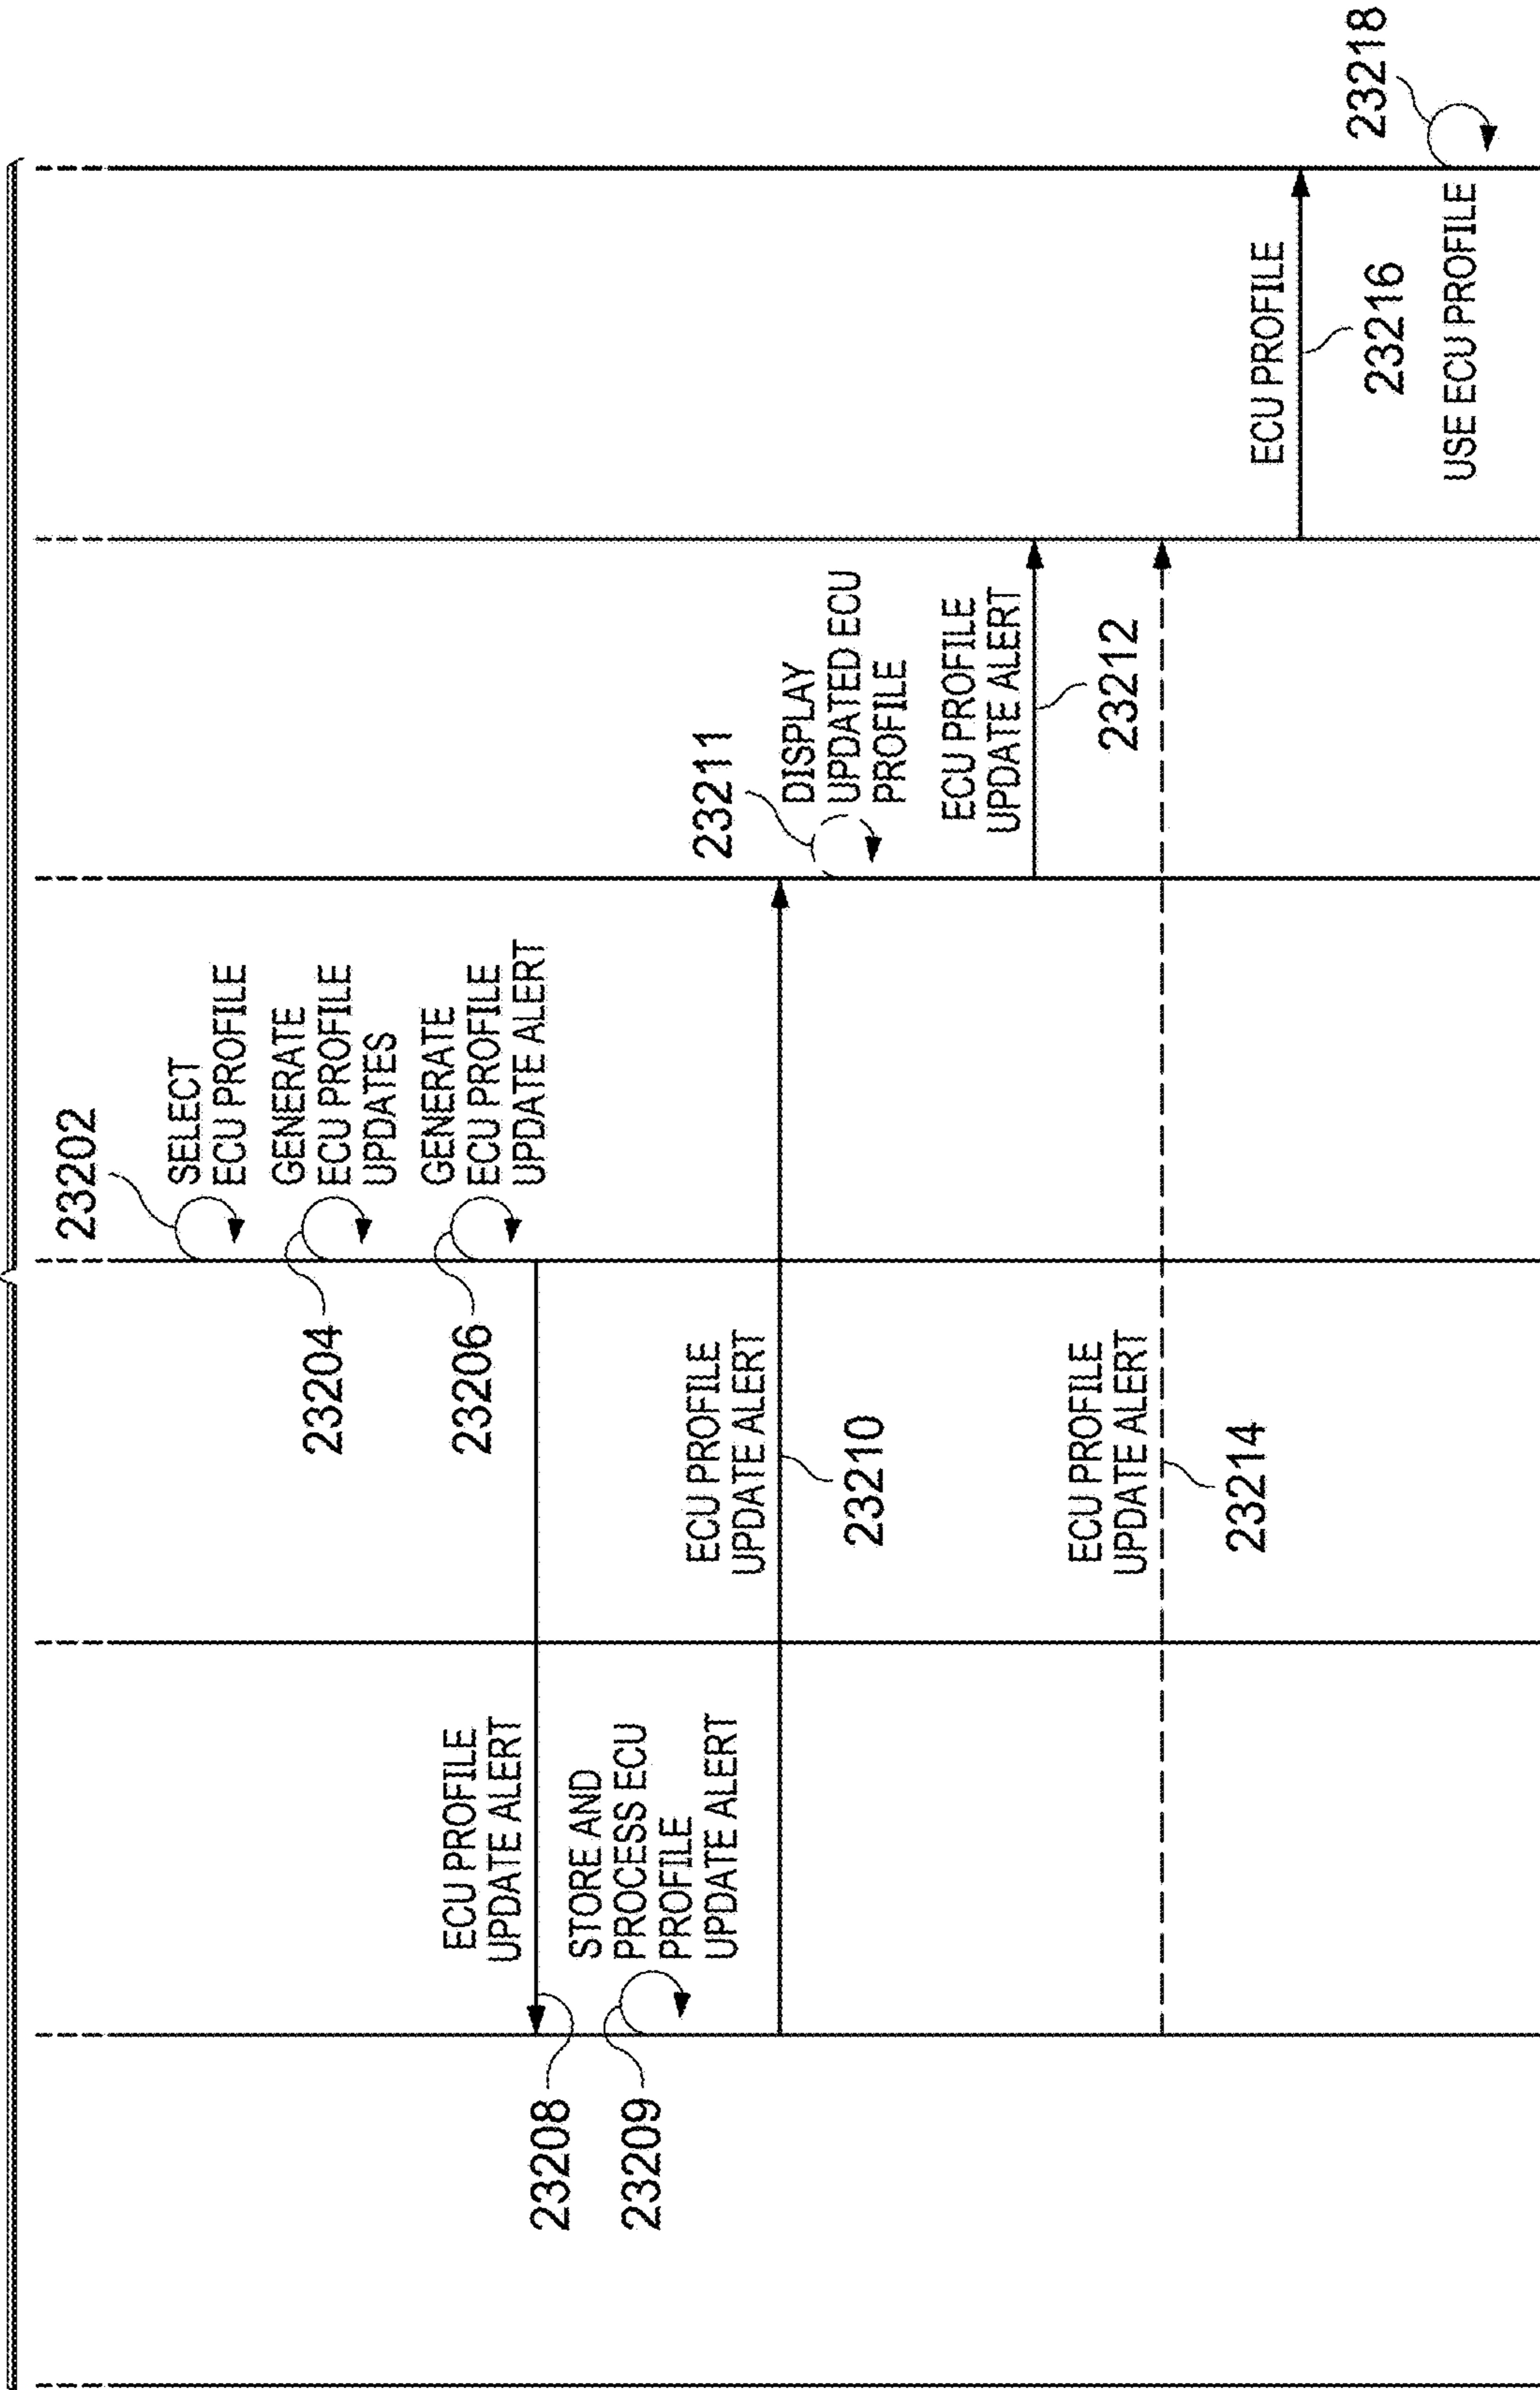 23202
SELECT
ECU PROFILE
23204
GENERATE
ECU PROFILE
UPDATES
23206
GENERATE
ECU PROFILE
UPDATE ALERT
ECU PROFILE
UPDATE ALERT
23208
STORE AND
PROCESS ECU
PROFILE
UPDATE ALERT
23209
ECU PROFILE
UPDATE ALERT
23210
23211
DISPLAY
UPDATED ECU
PROFILE
ECU PROFILE
UPDATE ALERT
23212
ECU PROFILE
UPDATE ALERT
23214
ECU PROFILE
23216
23218
USE ECU PROFILE